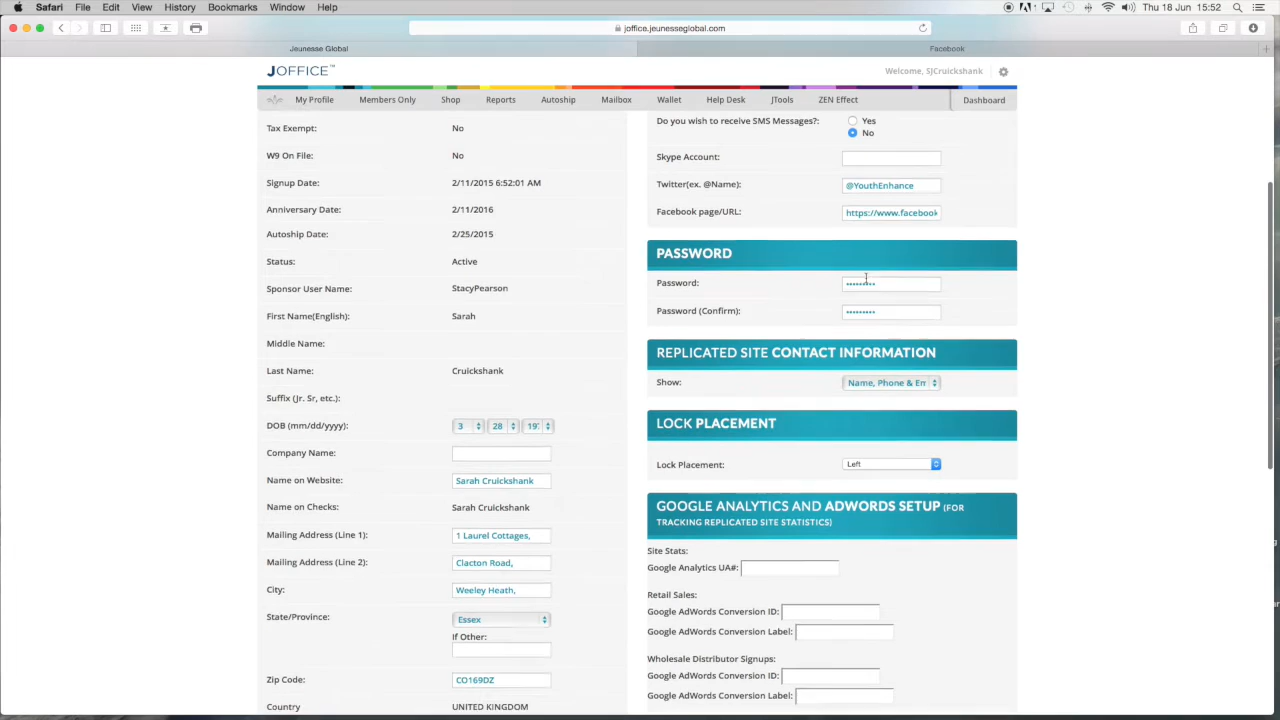 Safari File Edit View History Bookmarks Window Help Thu 18 Jun 15:52
joffice.jeunesseglobal.com
Jeunesse Global Facebook
JOFFICE™ Welcome, SJCruickshank
My Profile Members Only Shop Reports Autoship Mailbox Wallet Help Desk JTools ZEN Effect Dashboard
Tax Exempt: No
W9 On File: No
Signup Date: 2/11/2015 6:52:01 AM
Anniversary Date: 2/11/2016
Autoship Date: 2/25/2015
Status: Active
Sponsor User Name: StacyPearson
First Name(English): Sarah
Middle Name:
Last Name: Cruickshank
Suffix (Jr. Sr, etc.):
DOB (mm/dd/yyyy): 3 28
Company Name:
Name on Website: Sarah Cruickshank
Name on Checks: Sarah Cruickshank
Mailing Address (Line 1): 1 Laurel Cottages,
Mailing Address (Line 2): Clacton Road,
City: Weeley Heath,
State/Province: Essex
If Other:
Zip Code: CO169DZ
Country UNITED KINGDOM
Do you wish to receive SMS Messages?: Yes
No
Skype Account:
Twitter(ex. @Name): @YouthEnhance
Facebook page/URL: https://www.facebook
PASSWORD
Password: •••••••••
Password (Confirm): •••••••••
REPLICATED SITE CONTACT INFORMATION
Show: Name, Phone & Em
LOCK PLACEMENT
Lock Placement: Left
GOOGLE ANALYTICS AND ADWORDS SETUP (FOR
TRACKING REPLICATED SITE STATISTICS)
Site Stats:
Google Analytics UA#:
Retail Sales:
Google AdWords Conversion ID:
Google AdWords Conversion Label:
Wholesale Distributor Signups:
Google AdWords Conversion ID:
Google AdWords Conversion Label: